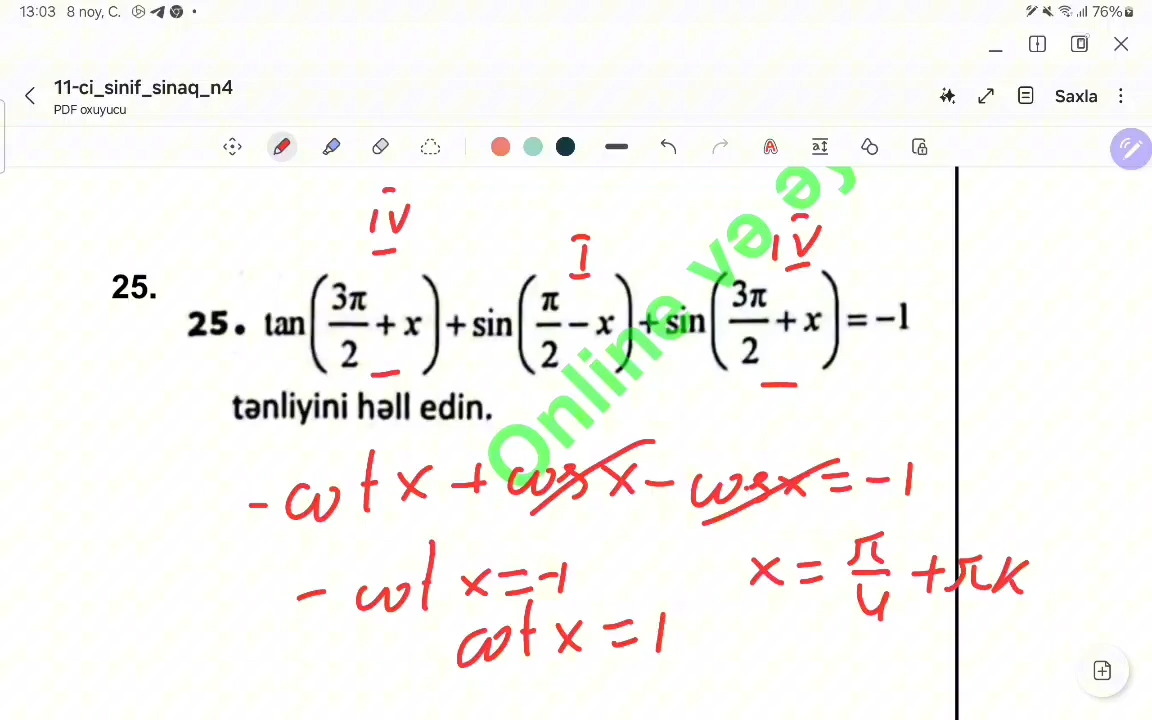 13:03 8 noy, C. 76%
11-ci_sinif_sinaq_n4
PDF oxuyucu
Saxla
IV I IV
25.
25. tan(3π/2 + x) + sin(π/2 − x) + sin(3π/2 + x) = −1
tənliyini həll edin.
Online və
- cot x + cos x - cos x = -1
- cot x = -1
x = π/4 + πk
cot x = 1